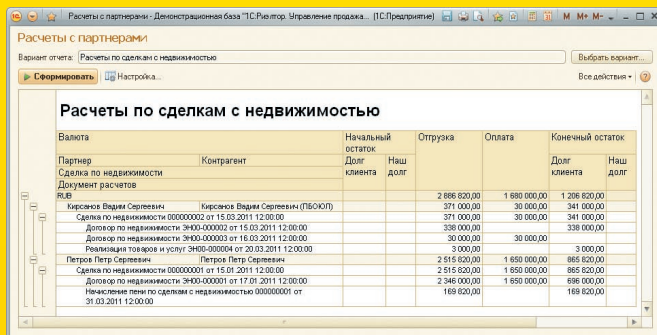 Расчеты с партнерами - Демонстрационная база "1С:Риэлтор. Управление продажа... (1С:Предприятие) M M+ M-
Расчеты с партнерами
Вариант отчета: Расчеты по сделкам с недвижимостью Выбрать вариант...
Сформировать Настройка... Все действия
Расчеты по сделкам с недвижимостью
Валюта Начальный остаток Отгрузка Оплата Конечный остаток
Партнер Контрагент Долг клиента Наш долг Долг клиента Наш долг
Сделка по недвижимости
Документ расчетов
RUB 2 886 820,00 1 680 000,00 1 206 820,00
Кирсанов Вадим Сергеевич Кирсанов Вадим Сергеевич (ПБОЮЛ) 371 000,00 30 000,00 341 000,00
Сделка по недвижимости 000000002 от 15.03.2011 12:00:00 371 000,00 30 000,00 341 000,00
Договор по недвижимости ЭН00-000002 от 15.03.2011 12:00:00 338 000,00 338 000,00
Договор по недвижимости ЭН00-000003 от 16.03.2011 12:00:00 30 000,00 30 000,00
Реализация товаров и услуг ЭН00-000004 от 20.03.2011 12:00:00 3 000,00 3 000,00
Петров Петр Сергеевич Петров Петр Сергеевич 2 515 820,00 1 650 000,00 865 820,00
Сделка по недвижимости 000000001 от 15.01.2011 12:00:00 2 515 820,00 1 650 000,00 865 820,00
Договор по недвижимости ЭН00-000001 от 17.01.2011 12:00:00 2 346 000,00 1 650 000,00 696 000,00
Начисление пени по сделкам с недвижимостью 000000001 от 169 820,00 169 820,00
31.03.2011 12:00:00